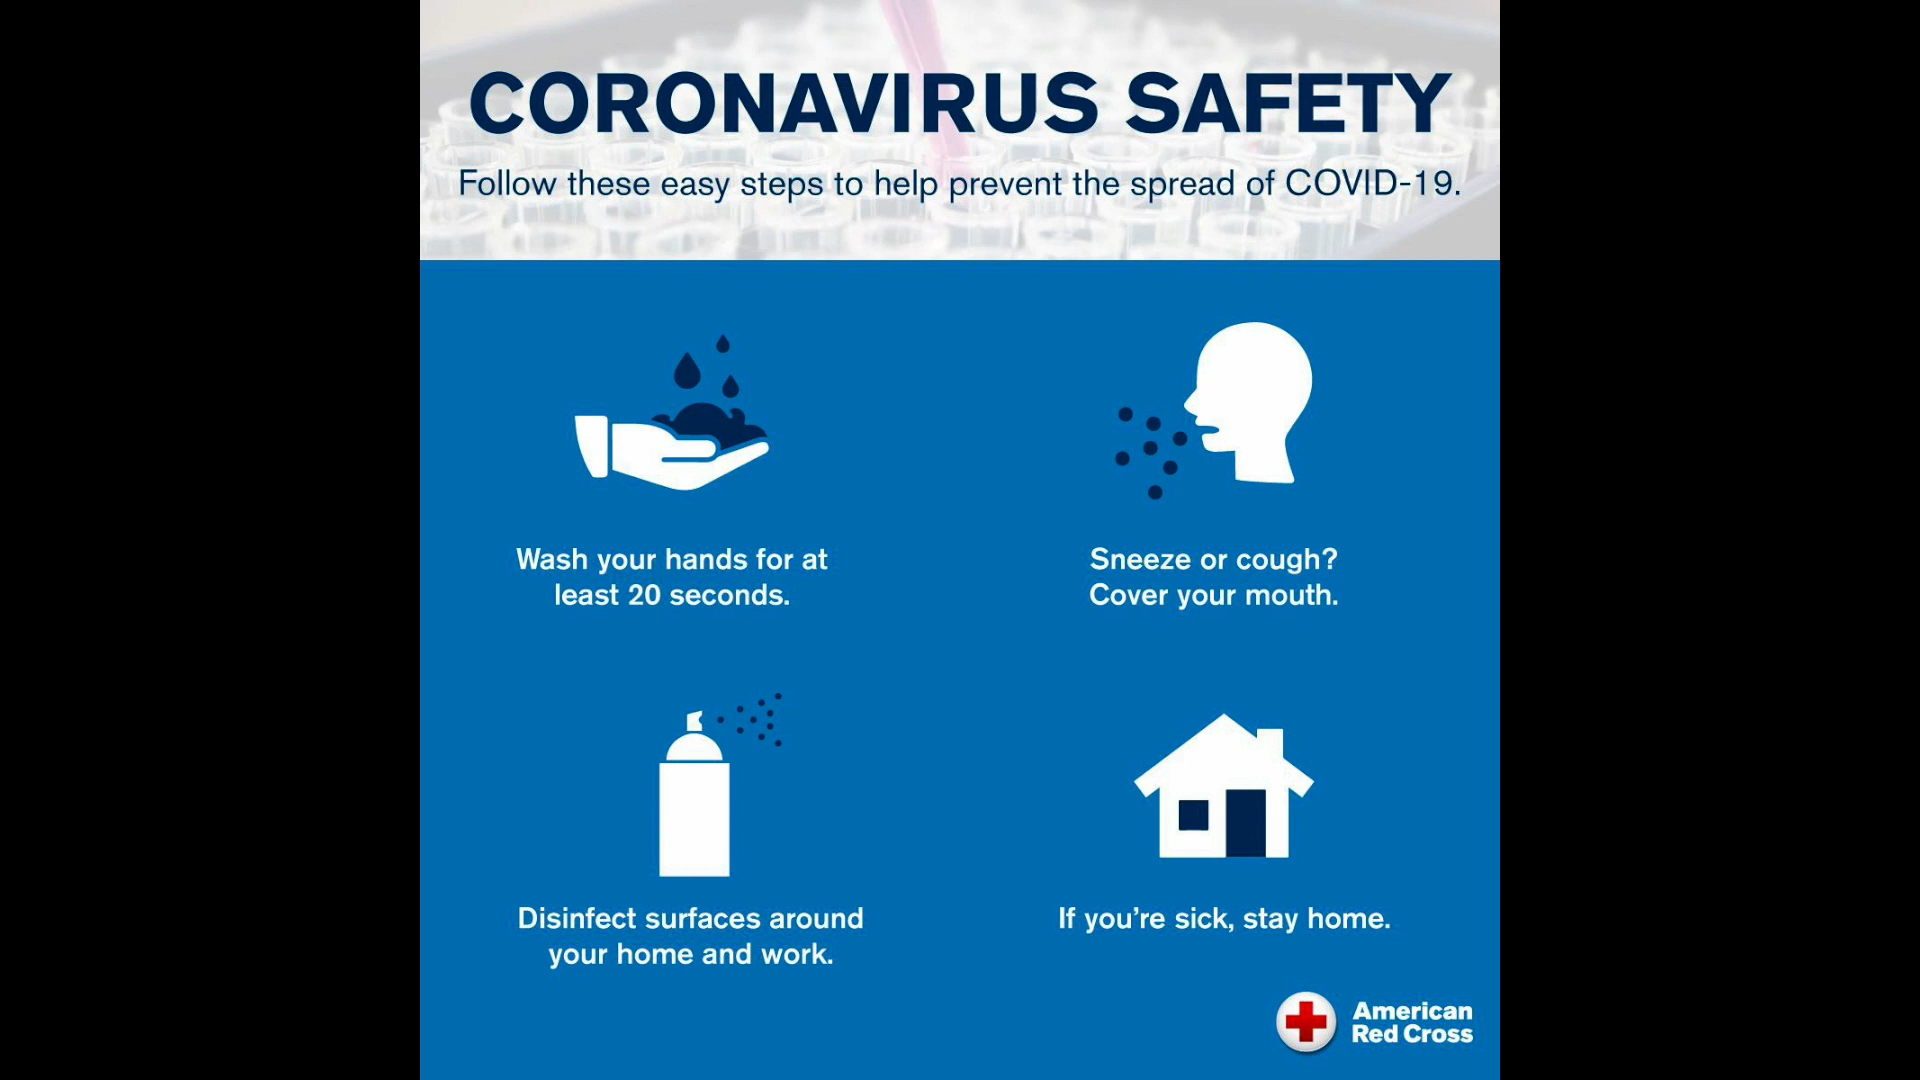 CORONAVIRUS SAFETY
Follow these easy steps to help prevent the spread of COVID-19.
Wash your hands for at
least 20 seconds.
Sneeze or cough?
Cover your mouth.
Disinfect surfaces around
your home and work.
If you're sick, stay home.
American
Red Cross